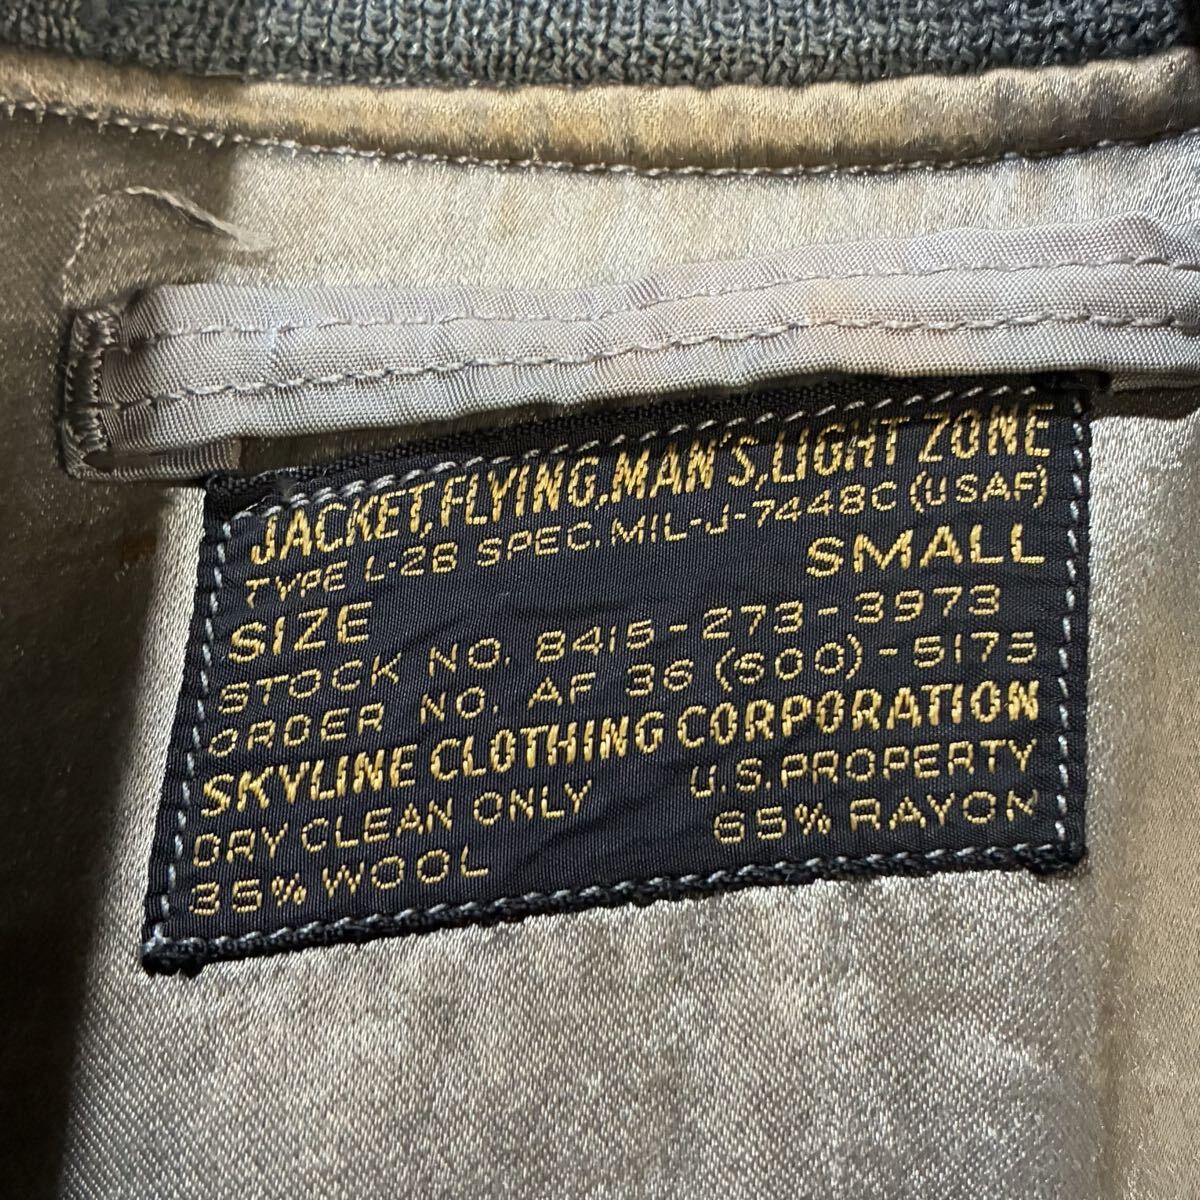 JACKET, FLYING, MAN'S, LIGHT ZONE
TYPE L-2B SPEC. MIL-J-7448C (USAF)
SIZE SMALL
STOCK NO. 8415-273-3973
ORDER NO. AF 36 (600)-5175
SKYLINE CLOTHING CORPORATION
DRY CLEAN ONLY U.S. PROPERTY
35% WOOL 65% RAYON